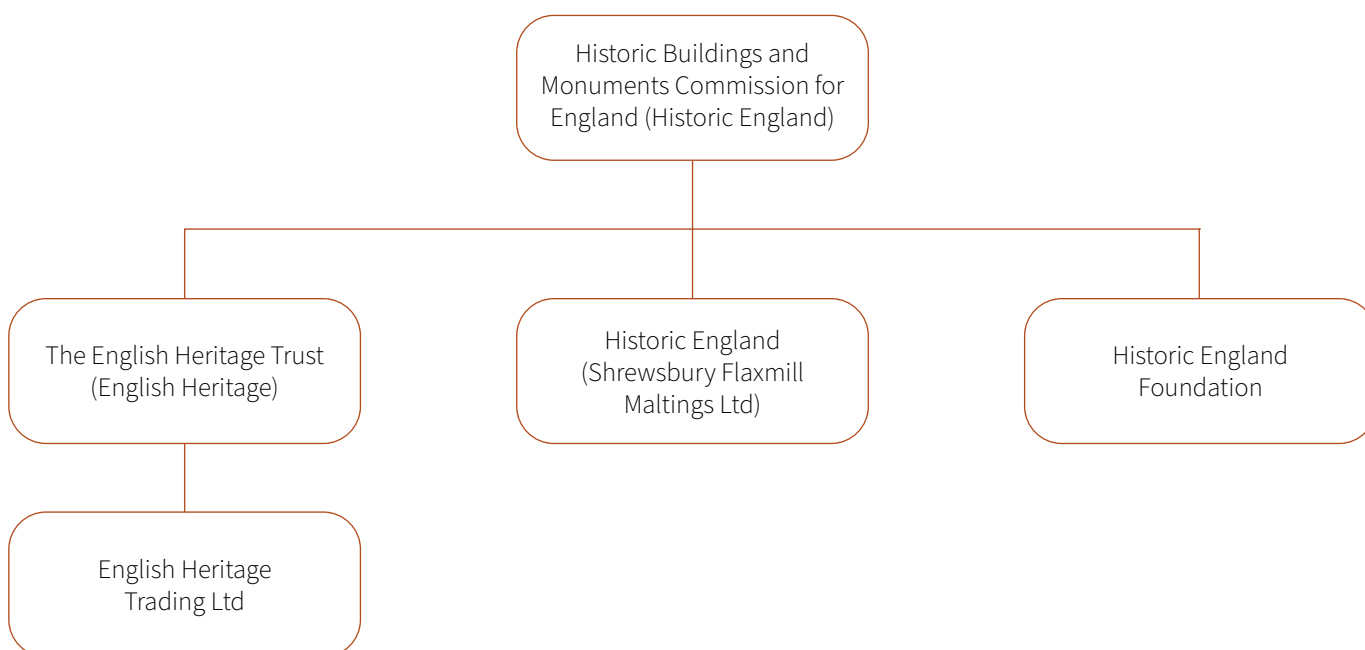 Historic Buildings and
Monuments Commission for
England (Historic England)
The English Heritage Trust
(English Heritage)
Historic England
(Shrewsbury Flaxmill
Maltings Ltd)
Historic England
Foundation
English Heritage
Trading Ltd